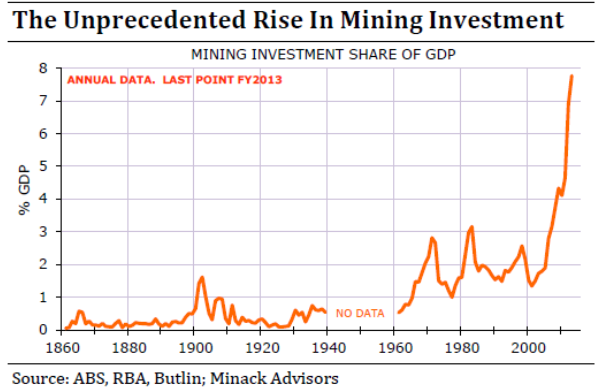 The Unprecedented Rise In Mining Investment
MINING INVESTMENT SHARE OF GDP
8
ANNUAL DATA. LAST POINT FY2013
7
6
5
4
3
2
1
0
% GDP
NO DATA
1860 1880 1900 1920 1940 1960 1980 2000
Source: ABS, RBA, Butlin; Minack Advisors